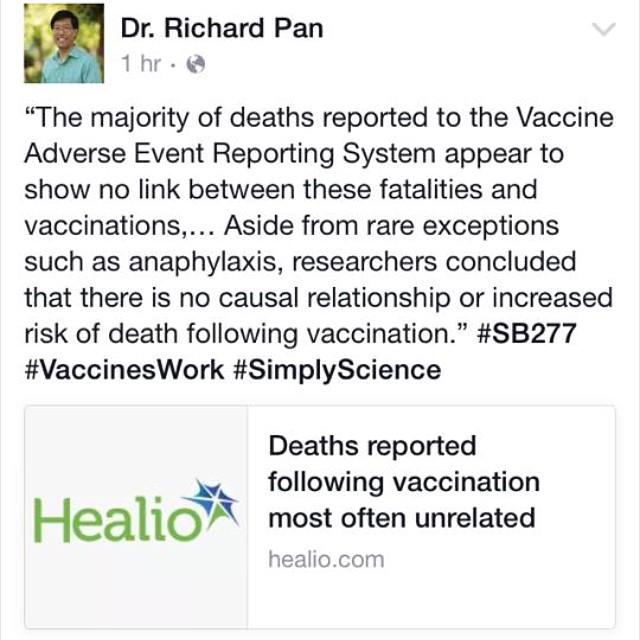 Dr. Richard Pan
1 hr ·
“The majority of deaths reported to the Vaccine
Adverse Event Reporting System appear to
show no link between these fatalities and
vaccinations,... Aside from rare exceptions
such as anaphylaxis, researchers concluded
that there is no causal relationship or increased
risk of death following vaccination.” #SB277
#VaccinesWork #SimplyScience
Healio
Deaths reported
following vaccination
most often unrelated
healio.com